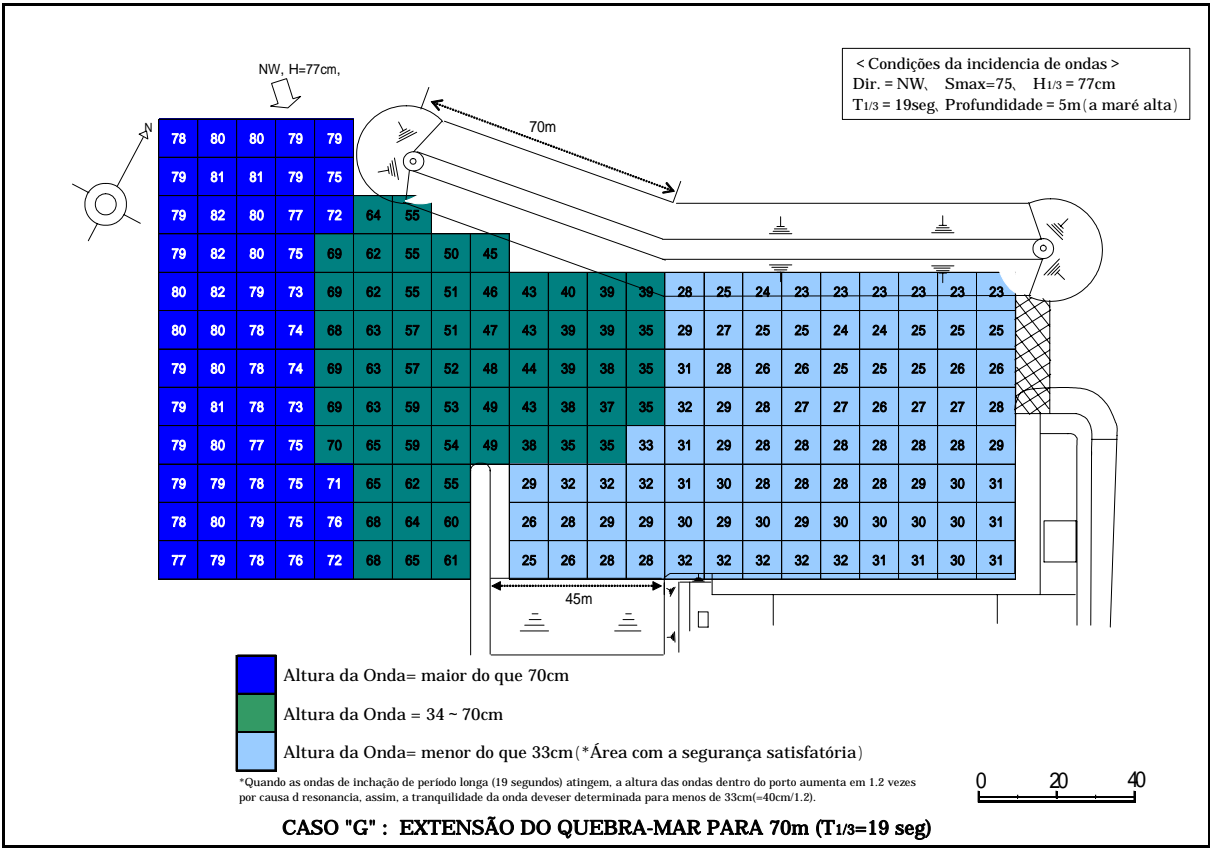 NW, H=77cm,
< Condições da incidencia de ondas >
Dir. = NW、 Smax=75、 H1/3 = 77cm
T1/3 = 19seg、Profundidade = 5m(a maré alta)
70m
N
78 80 80 79 79
79 81 81 79 75
79 82 80 77 72 64 55
79 82 80 75 69 62 55 50 45
80 82 79 73 69 62 55 51 46 43 40 39 39 28 25 24 23 23 23 23 23 23
80 80 78 74 68 63 57 51 47 43 39 39 35 29 27 25 25 24 24 25 25 25
79 80 78 74 69 63 57 52 48 44 39 38 35 31 28 26 26 25 25 25 26 26
79 81 78 73 69 63 59 53 49 43 38 37 35 32 29 28 27 27 26 27 27 28
79 80 77 75 70 65 59 54 49 38 35 35 33 31 29 28 28 28 28 28 28 29
79 79 78 75 71 65 62 55 29 32 32 32 31 30 28 28 28 28 29 30 31
78 80 79 75 76 68 64 60 26 28 29 29 30 29 30 29 30 30 30 30 31
77 79 78 76 72 68 65 61 25 26 28 28 32 32 32 32 32 31 31 30 31
45m
Altura da Onda= maior do que 70cm
Altura da Onda = 34 ~ 70cm
Altura da Onda= menor do que 33cm(*Área com a segurança satisfatória)
*Quando as ondas de inchação de período longa (19 segundos) atingem, a altura das ondas dentro do porto aumenta em 1.2 vezes
por causa d resonancia, assim, a tranquilidade da onda deveser determinada para menos de 33cm(=40cm/1.2).
0 20 40
CASO "G" : EXTENSÃO DO QUEBRA-MAR PARA 70m (T1/3=19 seg)